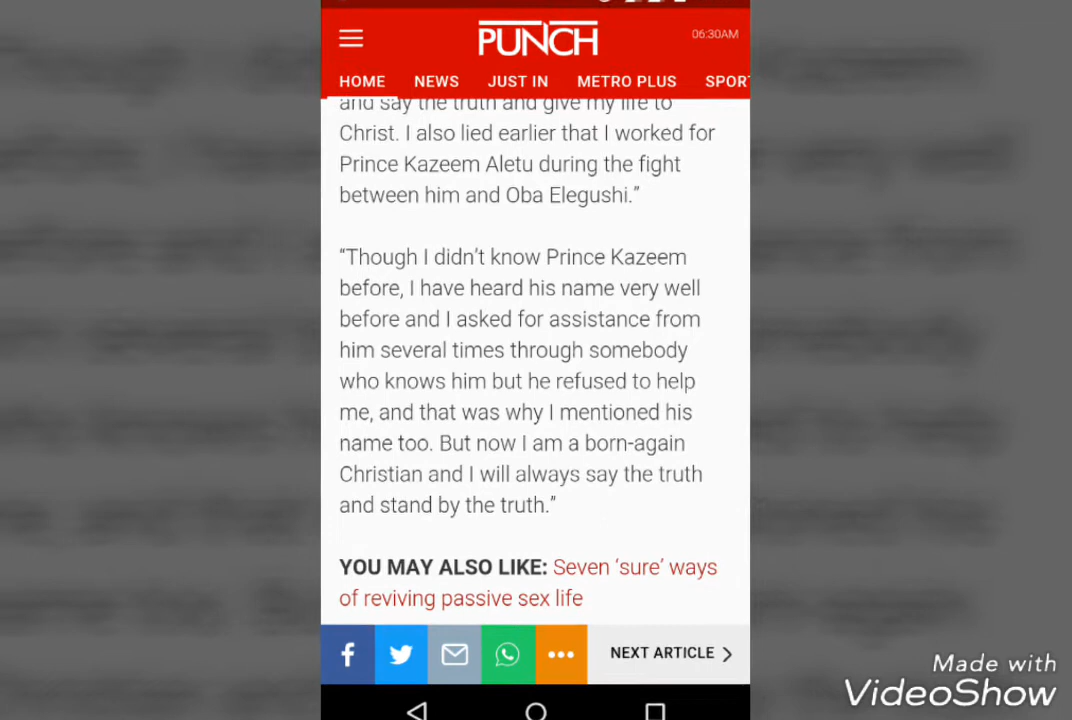 PUNCH
06:30AM
HOME NEWS JUST IN METRO PLUS SPORT
and say the truth and give my life to
Christ. I also lied earlier that I worked for
Prince Kazeem Aletu during the fight
between him and Oba Elegushi.”
“Though I didn’t know Prince Kazeem
before, I have heard his name very well
before and I asked for assistance from
him several times through somebody
who knows him but he refused to help
me, and that was why I mentioned his
name too. But now I am a born-again
Christian and I will always say the truth
and stand by the truth.”
YOU MAY ALSO LIKE: Seven ‘sure’ ways
of reviving passive sex life
NEXT ARTICLE
Made with
VideoShow